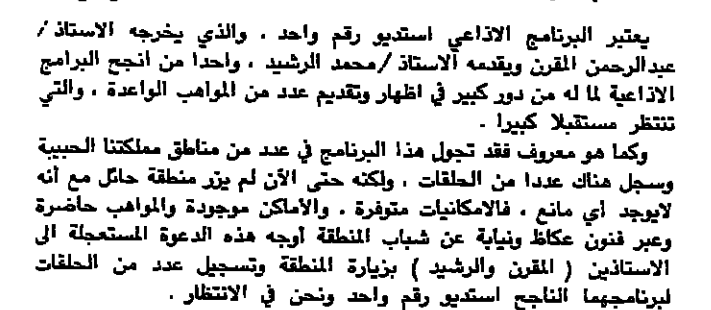 يعتبر البرنامج الاذاعي استديو رقم واحد ، والذي يخرجه الاستاذ /
عبدالرحمن المقرن ويقدمه الاستاذ /محمد الرشيد ، واحدا من انجح البرامج
الاذاعية لما له من دور كبير في اظهار وتقديم عدد من المواهب الواعدة ، والتي
تنتظر مستقبلا كبيرا .
وكما هو معروف فقد تجول هذا البرنامج في عدد من مناطق مملكتنا الحبيبة
وسجل هناك عددا من الحلقات ، ولكنه حتى الآن لم يزر منطقة حائل مع أنه
لايوجد أي مانع ، فالامكانيات متوفرة ، والأماكن موجودة والمواهب حاضرة
وعبر فنون عكاظ ونيابة عن شباب المنطقة أوجه هذه الدعوة المستعجلة الى
الاستاذين ( المقرن والرشيد ) بزيارة المنطقة وتسجيل عدد من الحلقات
لبرنامجهما الناجح استديو رقم واحد ونحن في الانتظار .